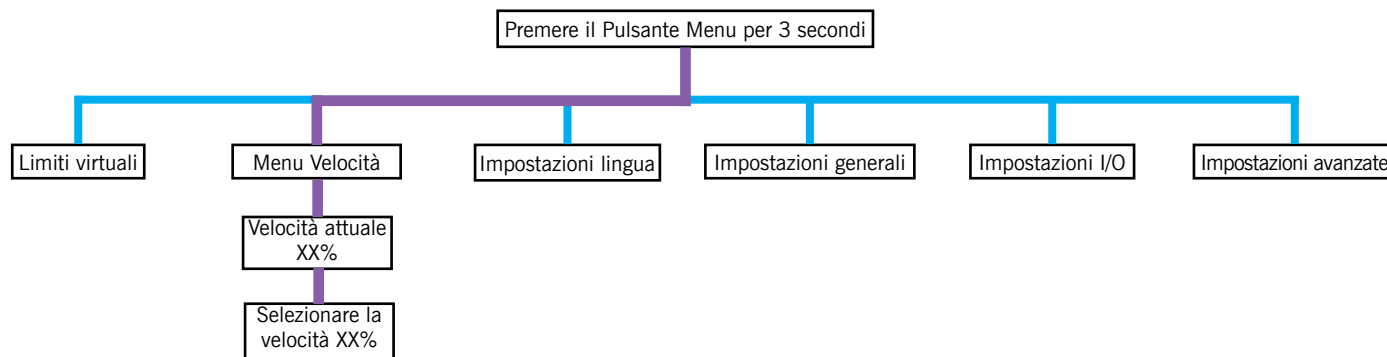 Premere il Pulsante Menu per 3 secondi
Limiti virtuali
Menu Velocità
Impostazioni lingua
Impostazioni generali
Impostazioni I/O
Impostazioni avanzate
Velocità attuale
XX%
Selezionare la
velocità XX%